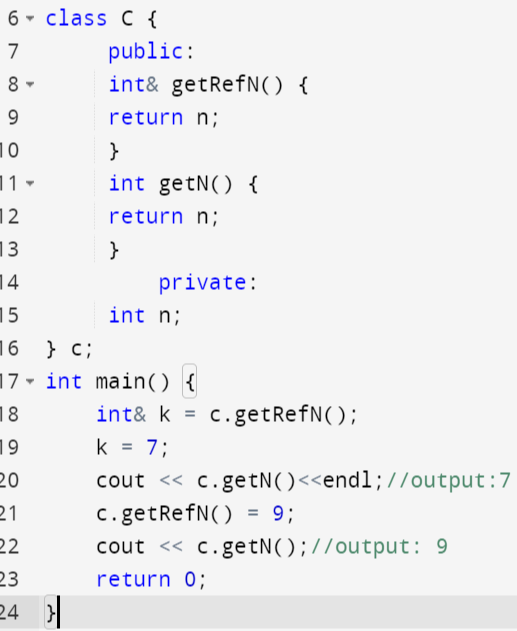 6 class C {
7 public:
8 int& getRefN() {
9 return n;
10 }
11 int getN() {
12 return n;
13 }
14 private:
15 int n;
16 } c;
17 int main() {
18 int& k = c.getRefN();
19 k = 7;
20 cout << c.getN()<<endl;//output:7
21 c.getRefN() = 9;
22 cout << c.getN();//output: 9
23 return 0;
24 }